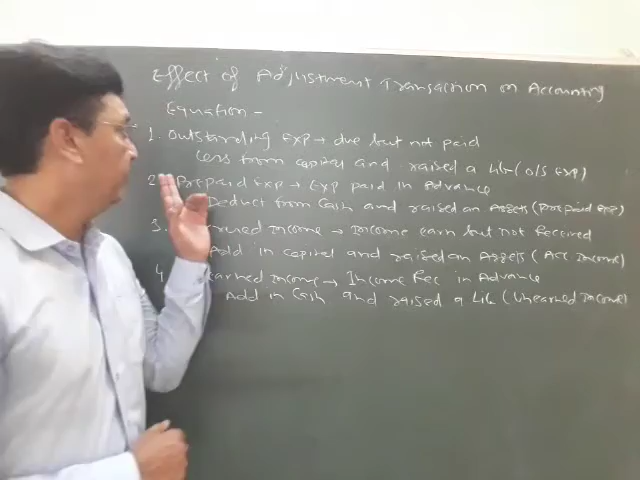 Effect of Adjustment Transaction on Accounting
Equation -
1. Outstanding Exp → due but not paid
Less from capital and raised a Lib (O/S Exp)
2. Prepaid Exp → Exp paid in Advance
Deduct from Cash and raised an Assets (Prepaid Exp)
3. rued Income → Income earn but not Received
Add in capital and raised an Assets (Acc Income)
4. earned Income → Income Rec in Advance
Add in Cash and raised a Lib (Unearned Income)